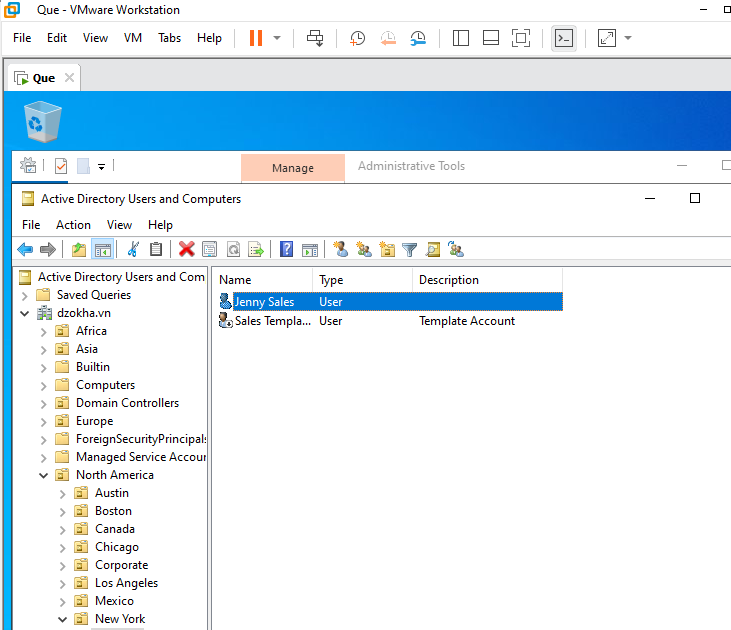 Que - VMware Workstation
File Edit View VM Tabs Help
Que
Manage Administrative Tools
Active Directory Users and Computers
File Action View Help
Active Directory Users and Com
Saved Queries
dzokha.vn
Africa
Asia
Builtin
Computers
Domain Controllers
Europe
ForeignSecurityPrincipals
Managed Service Accour
North America
Austin
Boston
Canada
Chicago
Corporate
Los Angeles
Mexico
New York
Name Type Description
Jenny Sales User
Sales Templa... User Template Account